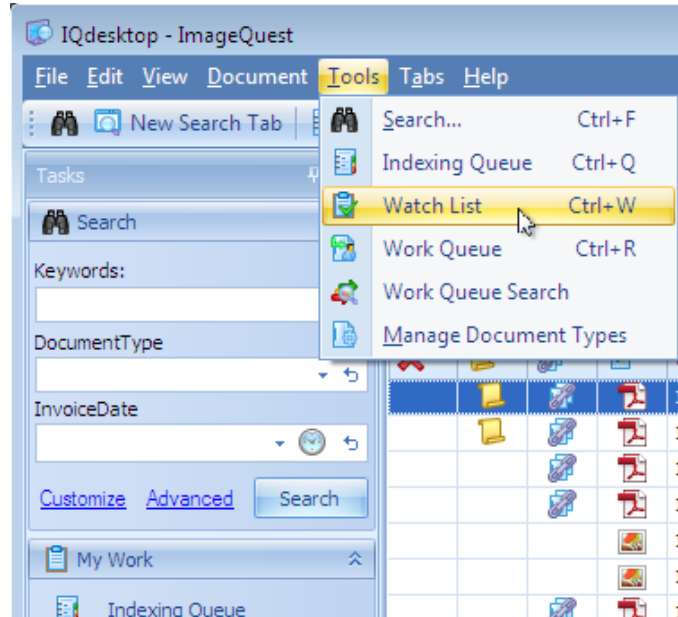 IQdesktop - ImageQuest
File Edit View Document Tools Tabs Help
New Search Tab
Search... Ctrl+F
Indexing Queue Ctrl+Q
Watch List Ctrl+W
Work Queue Ctrl+R
Work Queue Search
Manage Document Types
Tasks
Search
Keywords:
DocumentType
InvoiceDate
Customize Advanced Search
My Work
Indexing Queue